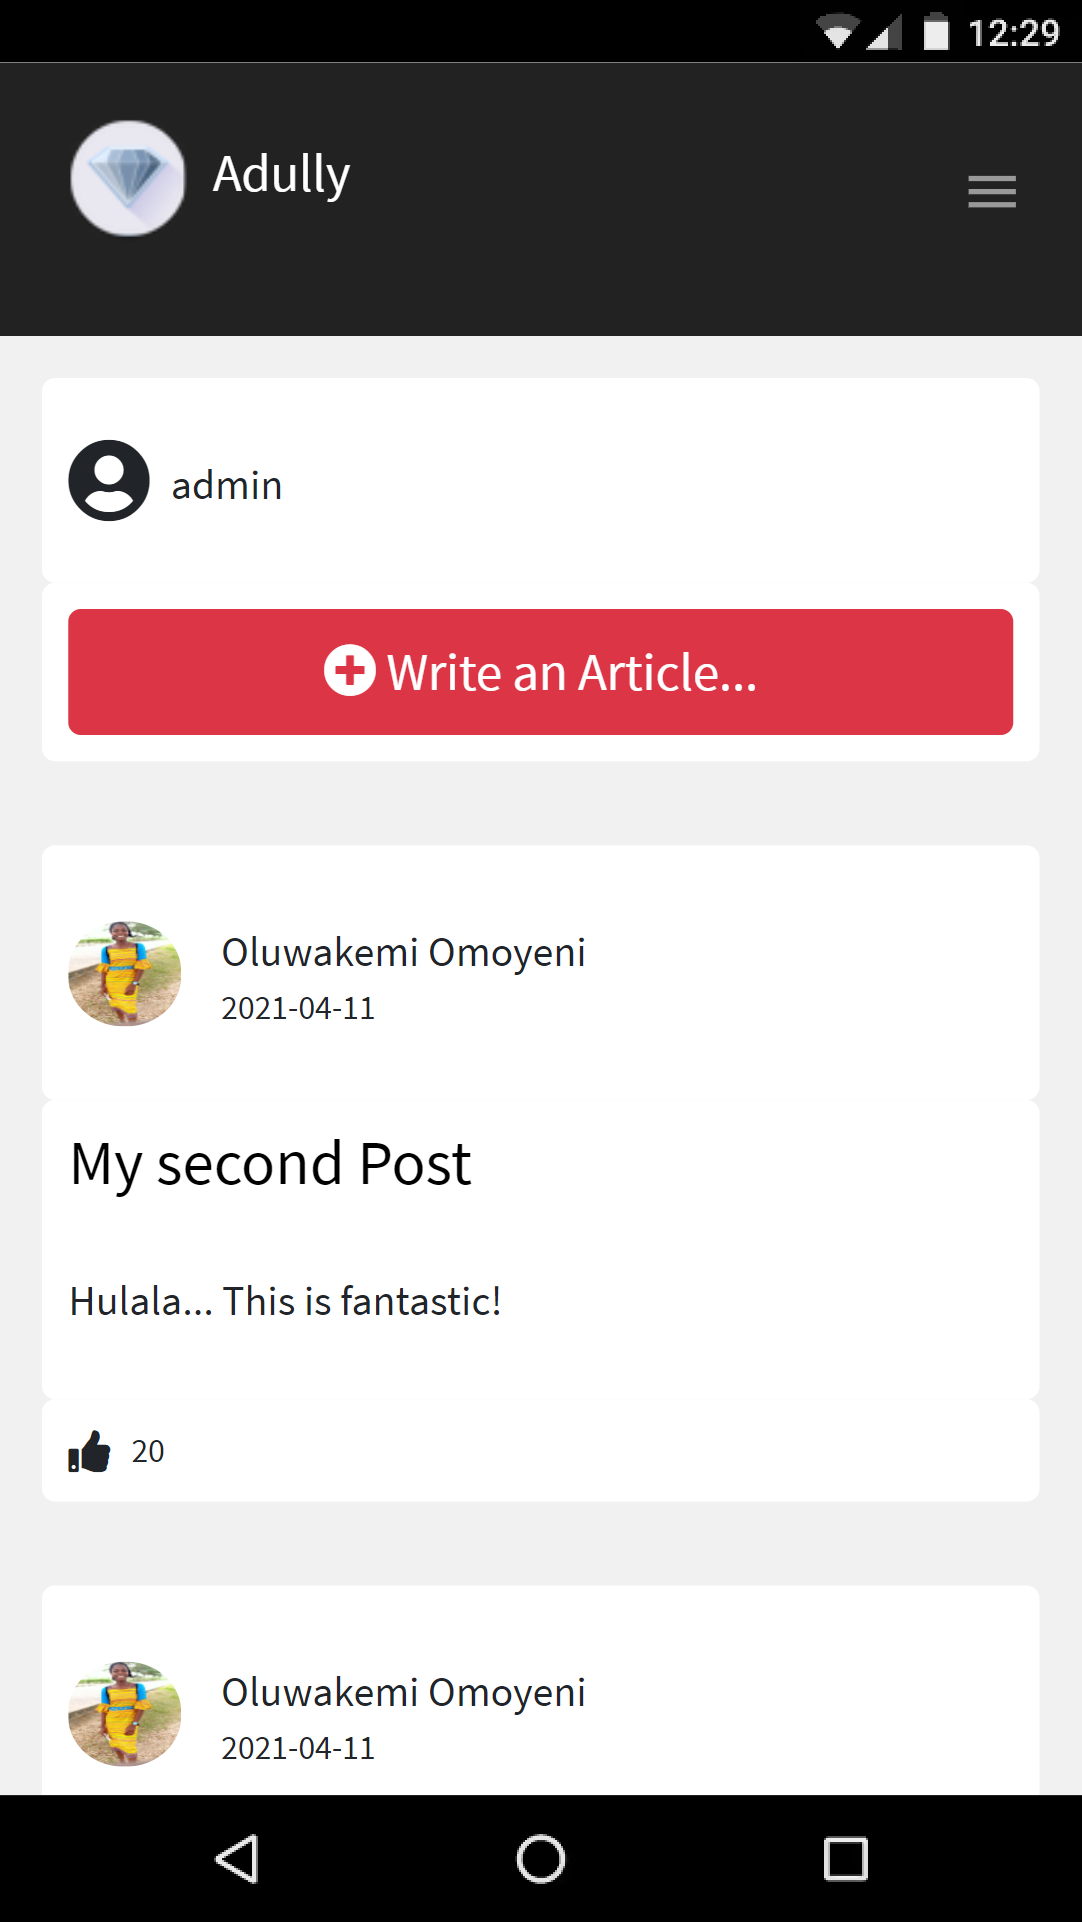 12:29
Adully
admin
Write an Article...
Oluwakemi Omoyeni
2021-04-11
My second Post
Hulala... This is fantastic!
20
Oluwakemi Omoyeni
2021-04-11